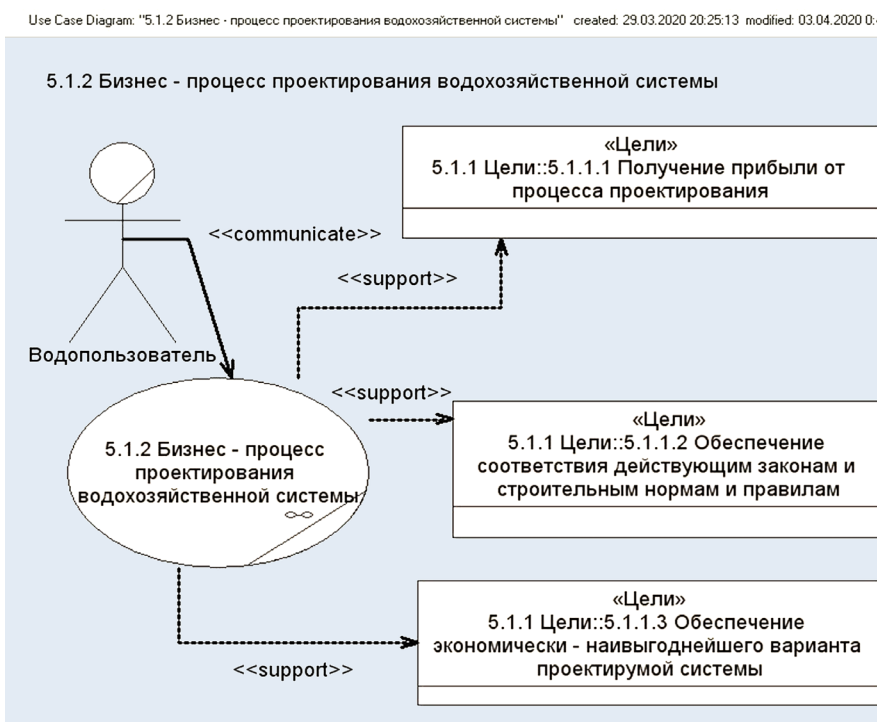 Use Case Diagram: "5.1.2 Бизнес - процесс проектирования водохозяйственной системы" created: 29.03.2020 20:25:13 modified: 03.04.2020 0:
5.1.2 Бизнес - процесс проектирования водохозяйственной системы
«Цели»
5.1.1 Цели::5.1.1.1 Получение прибыли от
процесса проектирования
<<communicate>>
<<support>>
Водопользователь
<<support>>
«Цели»
5.1.1 Цели::5.1.1.2 Обеспечение
соответствия действующим законам и
строительным нормам и правилам
5.1.2 Бизнес - процесс
проектирования
водохозяйственной системы
«Цели»
5.1.1 Цели::5.1.1.3 Обеспечение
экономически - наивыгоднейшего варианта
проектирумой системы
<<support>>